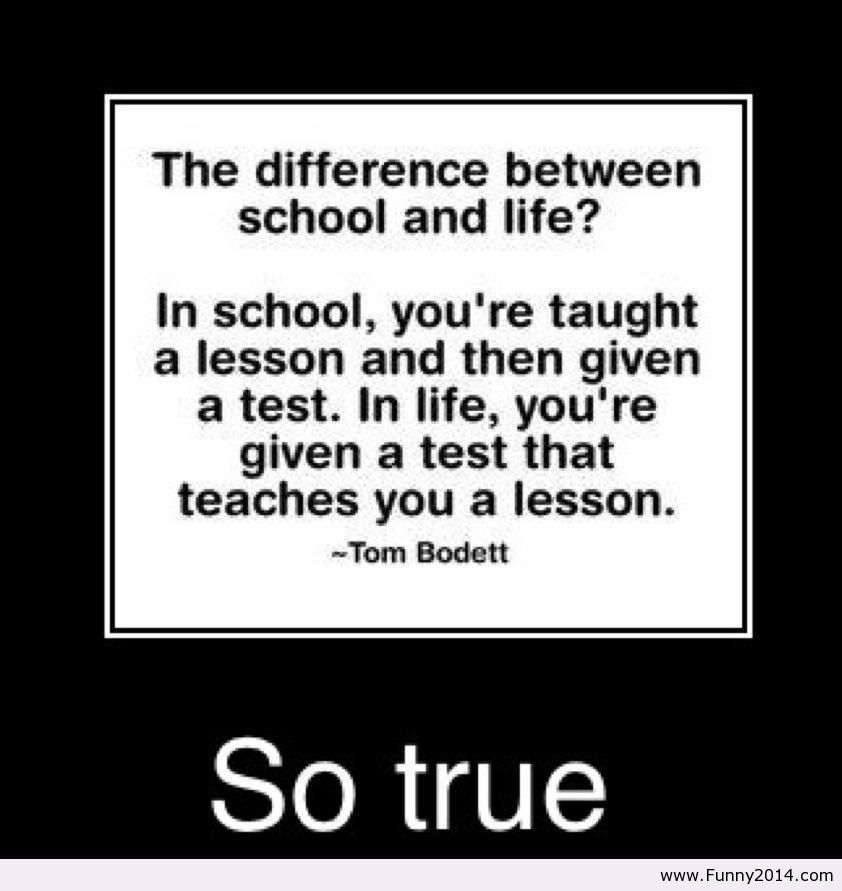 The difference between
school and life?
In school, you're taught
a lesson and then given
a test. In life, you're
given a test that
teaches you a lesson.
~Tom Bodett
So true
www.Funny2014.com